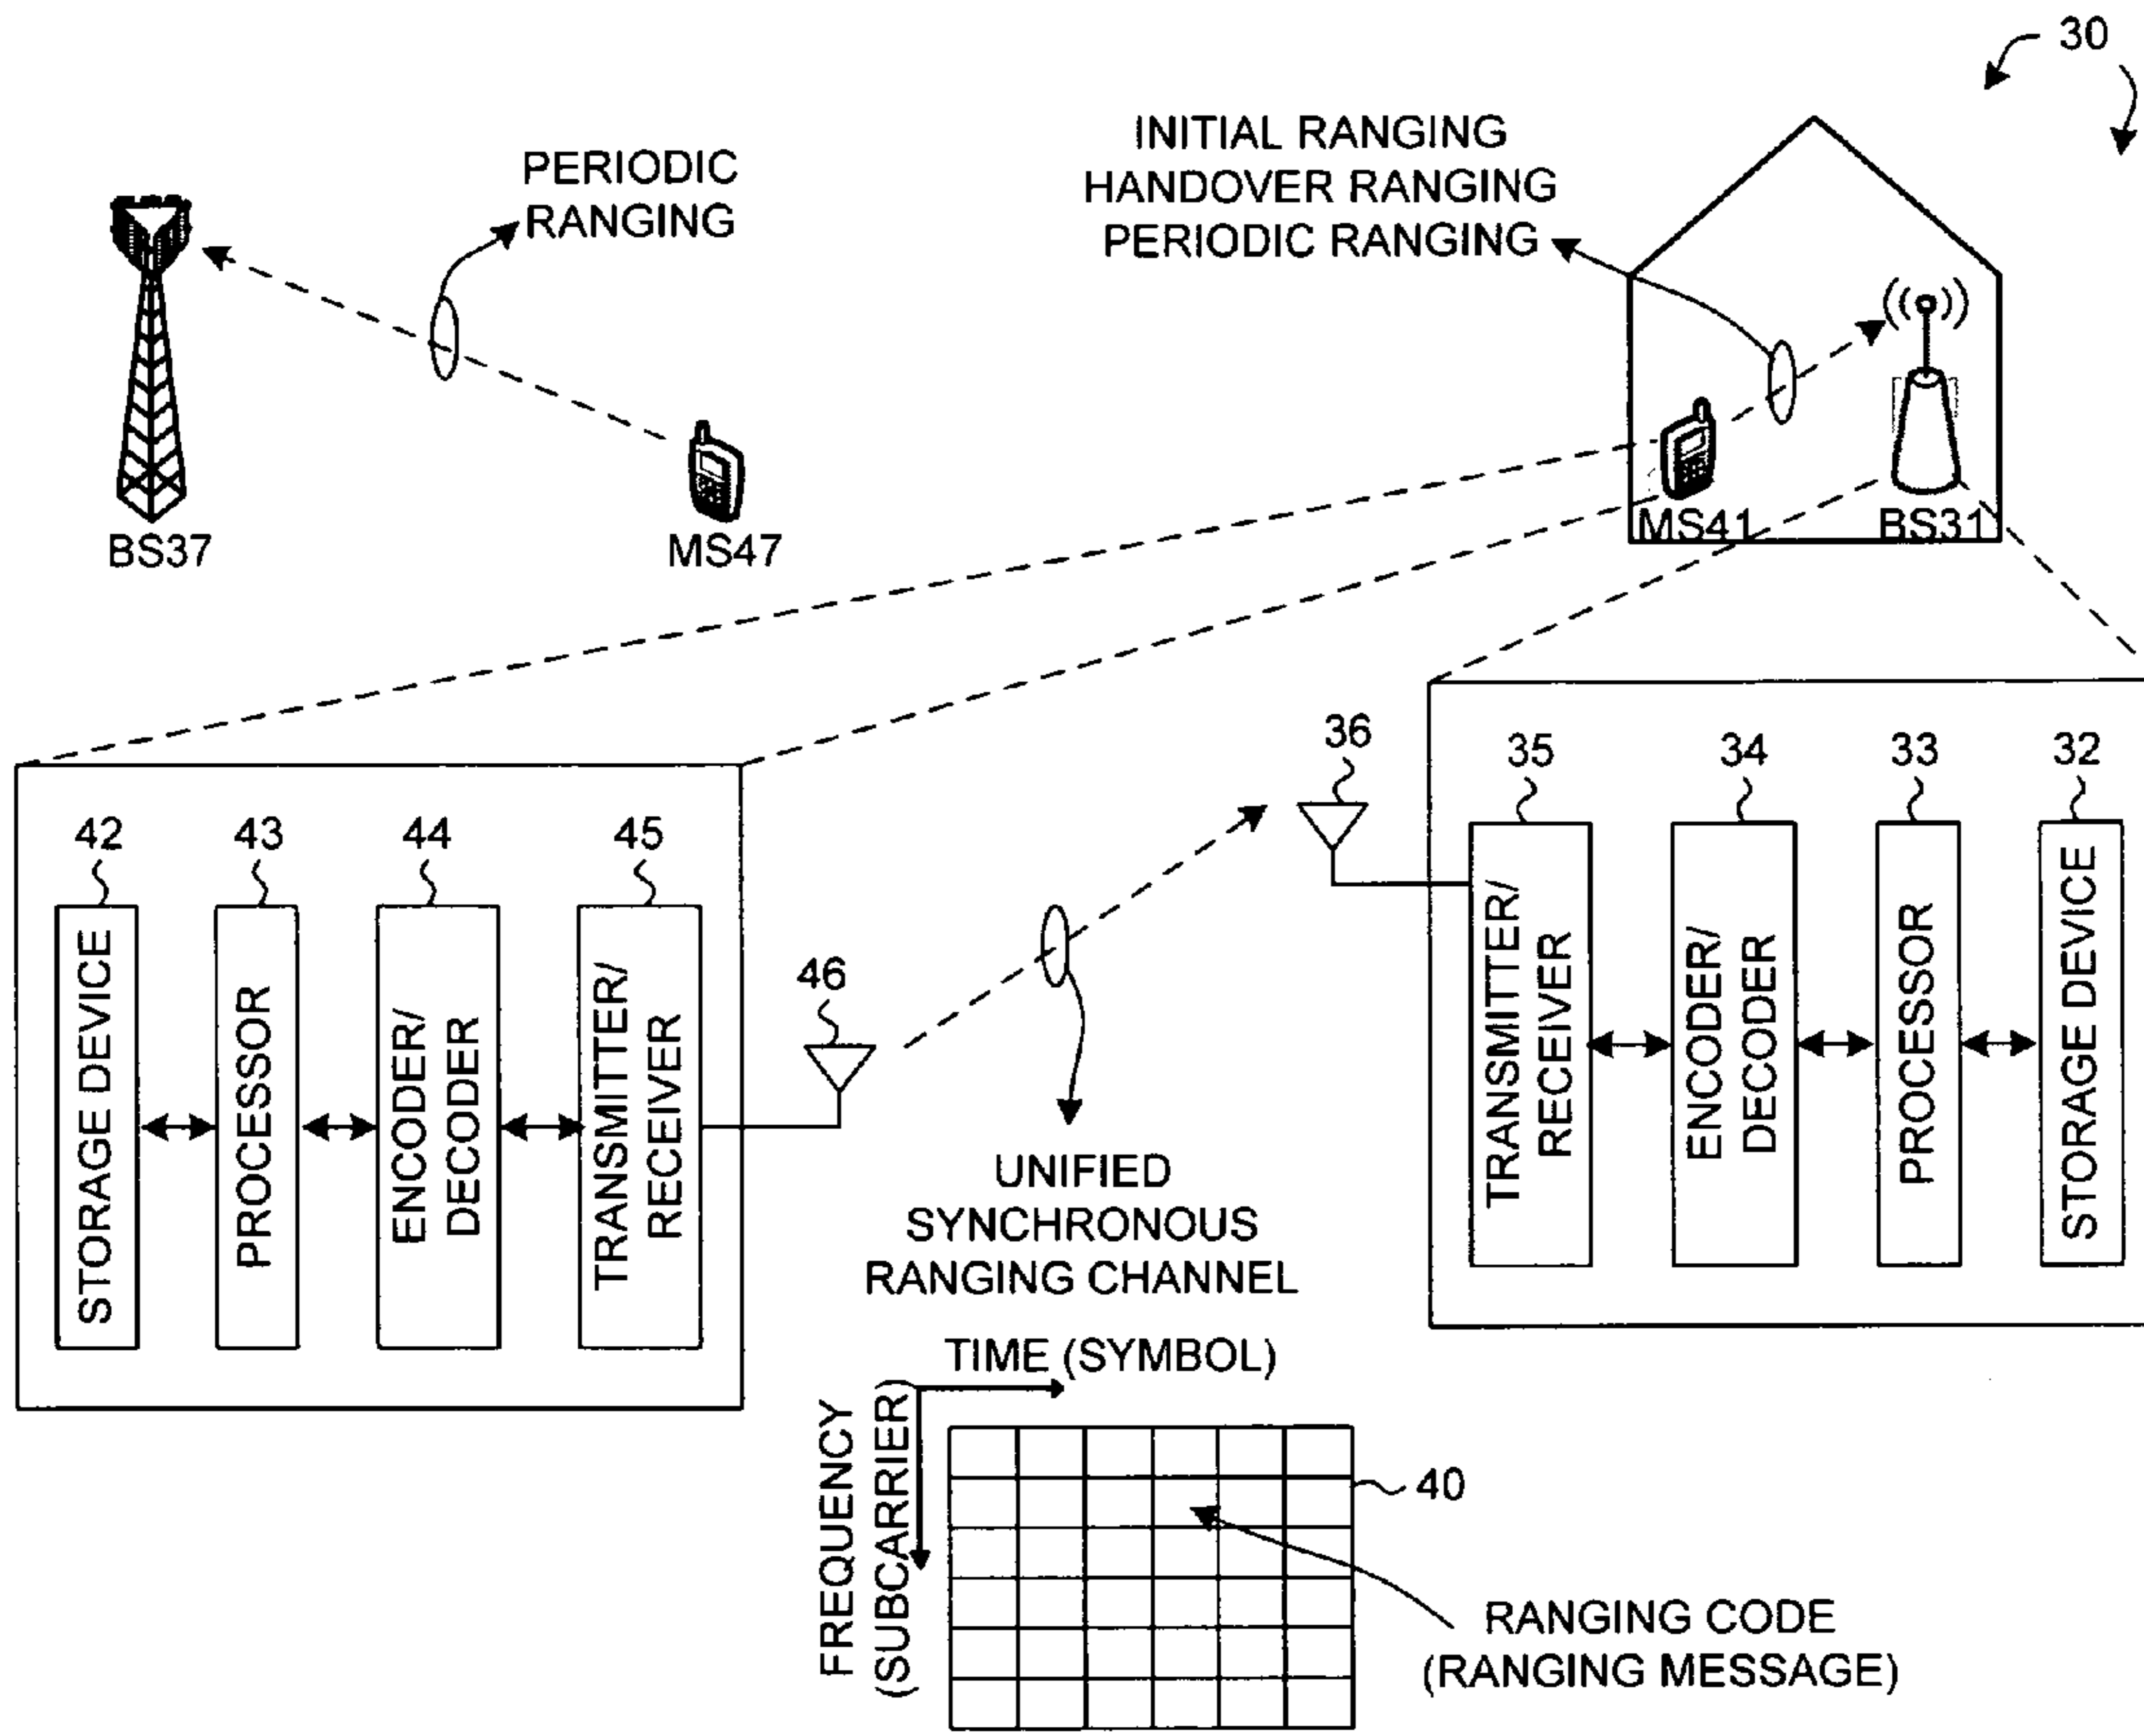 30
INITIAL RANGING
HANDOVER RANGING
PERIODIC RANGING
PERIODIC
RANGING
BS37
MS47
MS41
BS31
36
35
34
33
32
42
43
44
45
46
STORAGE DEVICE
PROCESSOR
ENCODER/
DECODER
TRANSMITTER/
RECEIVER
TRANSMITTER/
RECEIVER
ENCODER/
DECODER
PROCESSOR
STORAGE DEVICE
UNIFIED
SYNCHRONOUS
RANGING CHANNEL
TIME (SYMBOL)
FREQUENCY
(SUBCARRIER)
40
RANGING CODE
(RANGING MESSAGE)